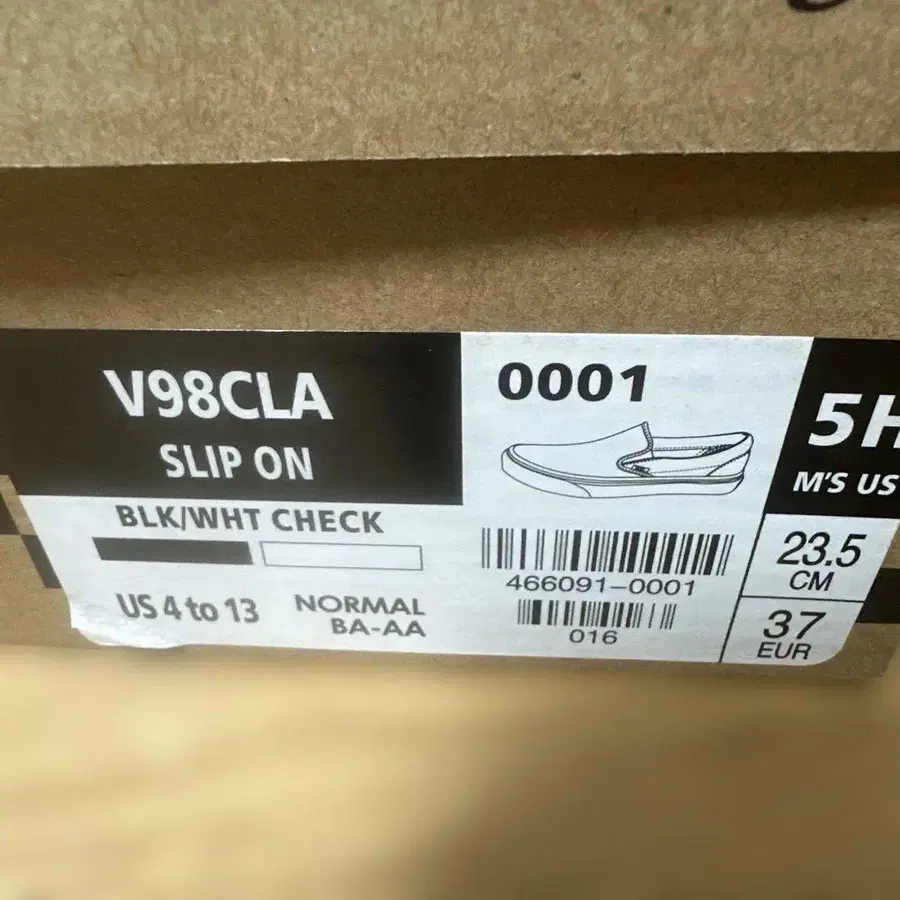 V98CLA
SLIP ON
BLK/WHT CHECK
US 4 to 13
NORMAL
BA-AA
0001
466091-0001
016
5H
M'S US
23.5
CM
37
EUR